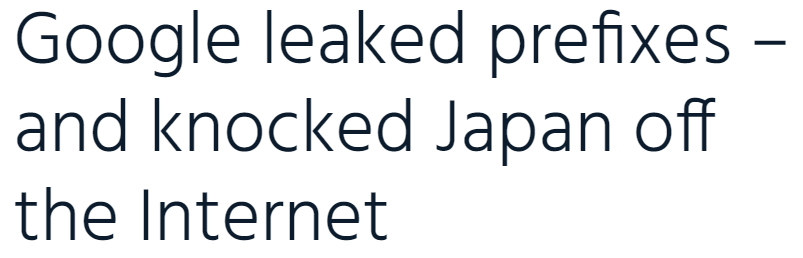 Google leaked prefixes –
and knocked Japan off
the Internet